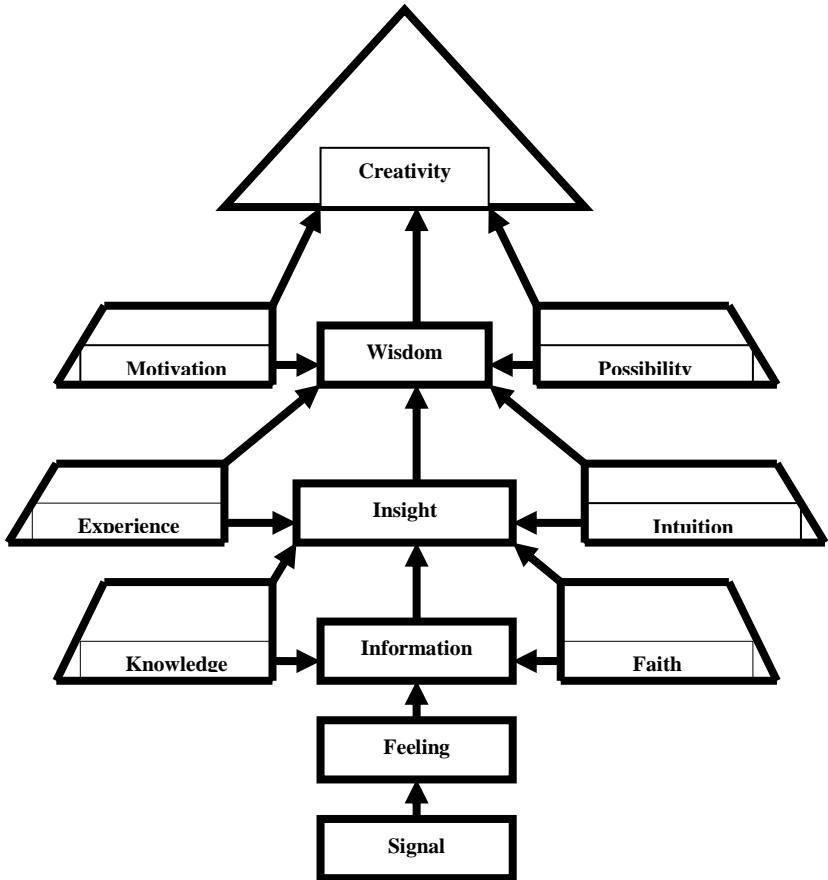 Creativity
Motivation
Wisdom
Possibility
Experience
Insight
Intuition
Knowledge
Information
Faith
Feeling
Signal